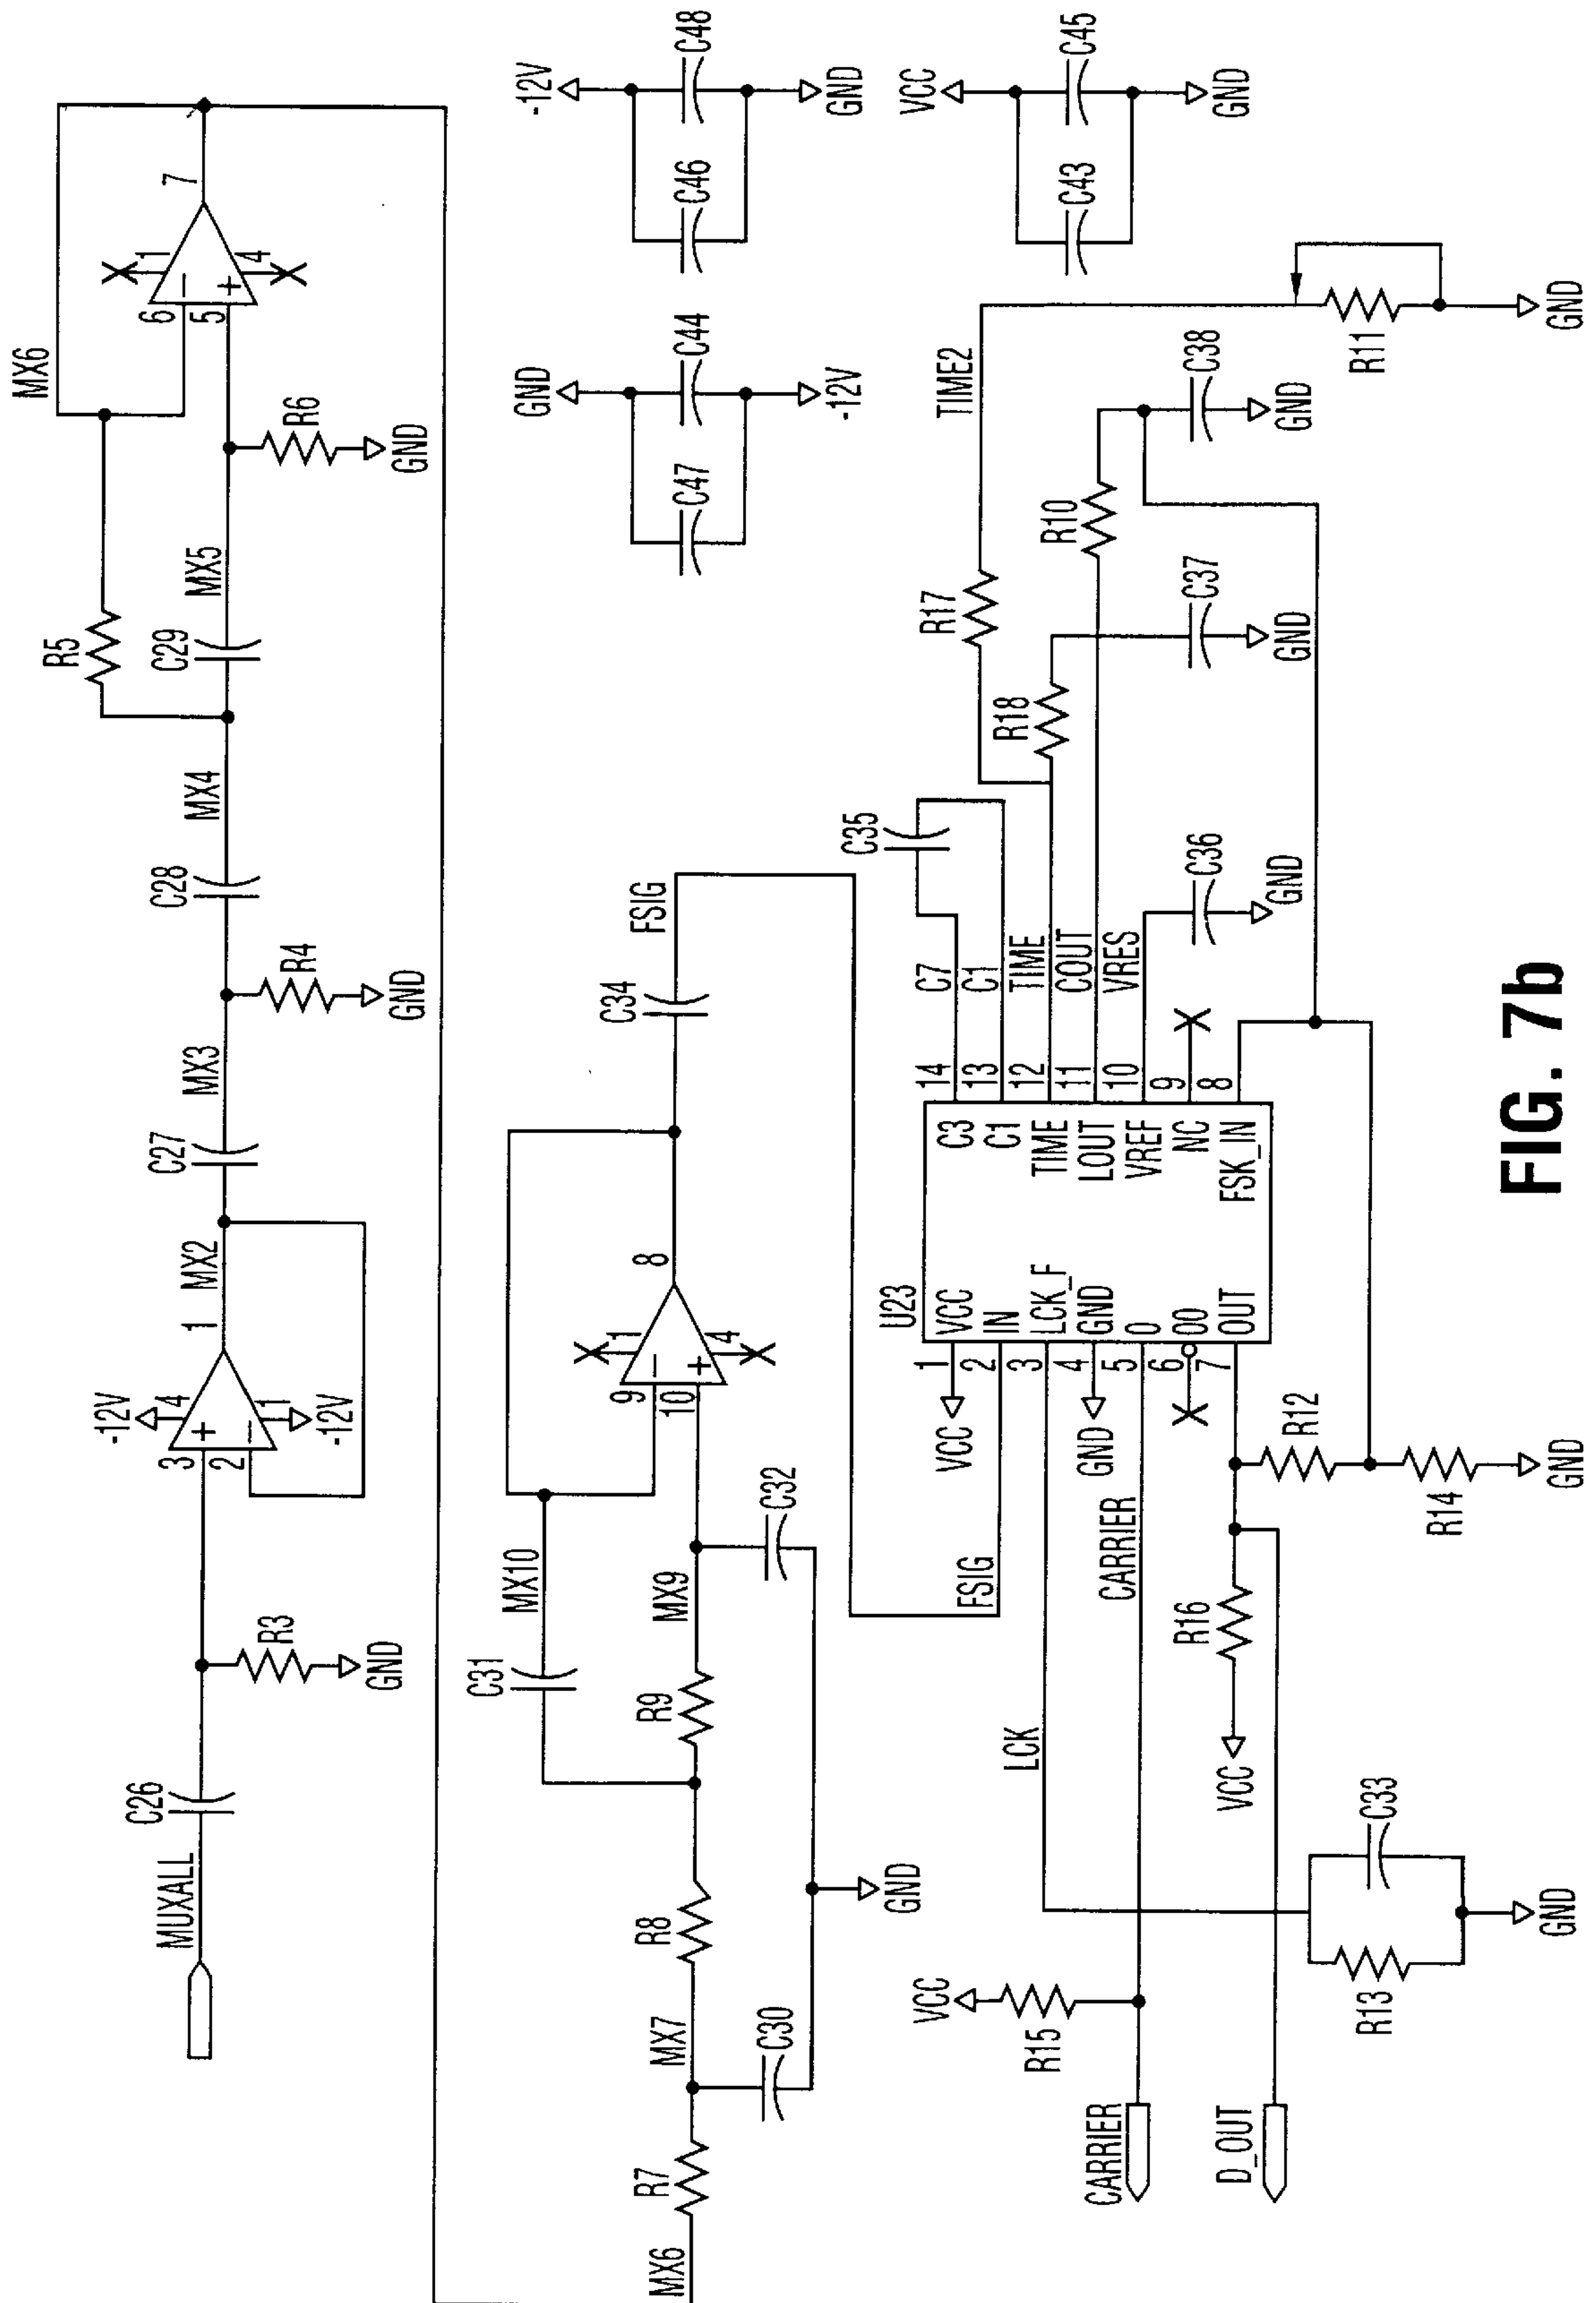 MUXALL
C26
R3
GND
-12V
3
4
+
2
1
−
-12V
1
MX2
C27
MX3
R4
GND
C28
MX4
R5
C29
MX5
R6
GND
MX6
6
5
1
4
−
+
7
MX6
R7
MX7
C30
R8
GND
R9
C31
MX10
MX9
C32
9
10
1
4
−
+
8
C34
FSIG
GND
C47
C44
-12V
-12V
C46
C48
GND
VCC
C43
C45
GND
FSIG
U23
VCC
1
VCC
2
IN
3
LCK_F
GND
4
GND
5
O
6
OO
7
OUT
C3
14
C7
C1
13
C1
TIME
12
TIME
LOUT
11
COUT
VREF
10
VRES
NC
9
FSK_IN
8
C35
R18
R17
TIME2
C36
GND
C37
GND
R10
C38
GND
R11
GND
LCK
CARRIER
VCC
R15
CARRIER
D_OUT
VCC
R16
R12
R14
GND
R13
C33
GND
FIG. 7b